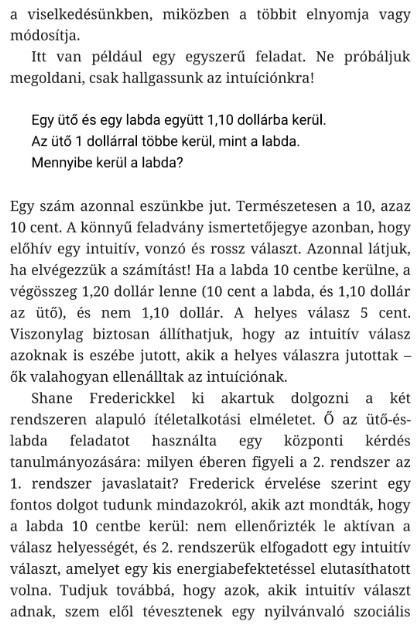 a viselkedésünkben, miközben a többit elnyomja vagy
módosítja.
Itt van például egy egyszerű feladat. Ne próbáljuk
megoldani, csak hallgassunk az intuíciónkra!
Egy ütő és egy labda együtt 1,10 dollárba kerül.
Az ütő 1 dollárral többe kerül, mint a labda.
Mennyibe kerül a labda?
Egy szám azonnal eszünkbe jut. Természetesen a 10, azaz
10 cent. A könnyű feladvány ismertetőjegye azonban, hogy
előhív egy intuitív, vonzó és rossz választ. Azonnal látjuk,
ha elvégezzük a számítást! Ha a labda 10 centbe kerülne, a
végösszeg 1,20 dollár lenne (10 cent a labda, és 1,10 dollár
az ütő), és nem 1,10 dollár. A helyes válasz 5 cent.
Viszonylag biztosan állíthatjuk, hogy az intuitív válasz
azoknak is eszébe jutott, akik a helyes válaszra jutottak –
ők valahogyan ellenálltak az intuíciónak.
Shane Frederickkel ki akartuk dolgozni a két
rendszeren alapuló ítéletalkotási elméletet. Ő az ütő-és-
labda feladatot használta egy központi kérdés
tanulmányozására: milyen éberen figyeli a 2. rendszer az
1. rendszer javaslatait? Frederick érvelése szerint egy
fontos dolgot tudunk mindazokról, akik azt mondták, hogy
a labda 10 centbe kerül: nem ellenőrizték le aktívan a
válasz helyességét, és 2. rendszerük elfogadott egy intuitív
választ, amelyet egy kis energiabefektetéssel elutasíthatott
volna. Tudjuk továbbá, hogy azok, akik intuitív választ
adnak, szem elől tévesztenek egy nyilvánvaló szociális